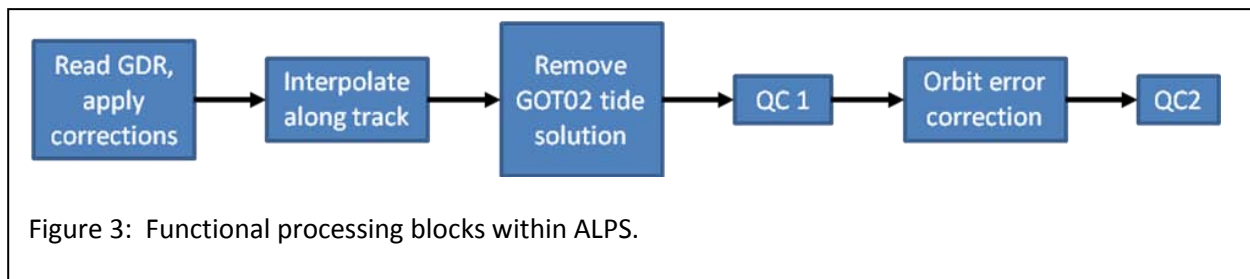 Read GDR,
apply
corrections
Interpolate
along track
Remove
GOT02 tide
solution
QC 1
Orbit error
correction
QC2
Figure 3:  Functional processing blocks within ALPS.